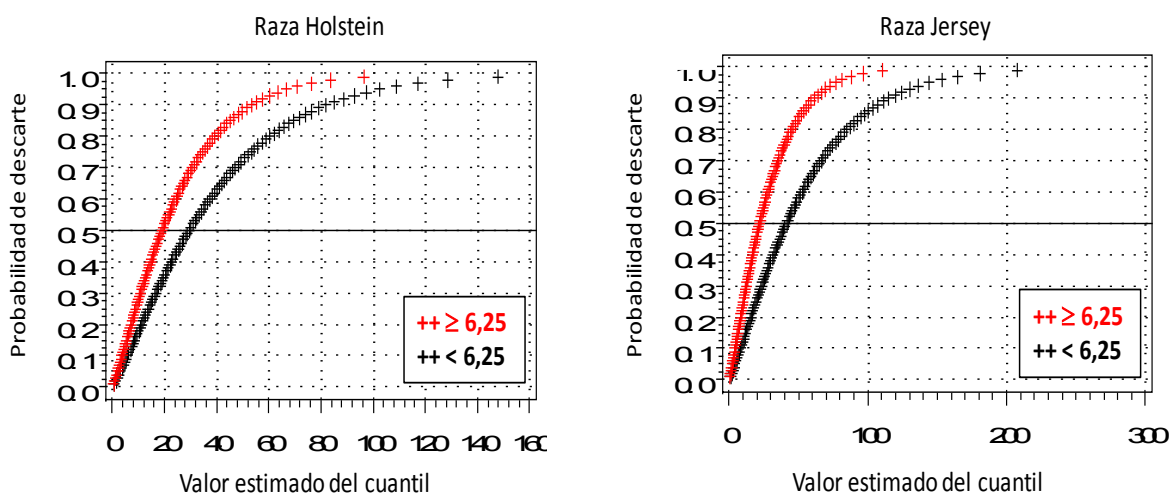 Raza Holstein
Probabilidad de descarte
1.0
0.9
0.8
0.7
0.6
0.5
0.4
0.3
0.2
0.1
0.0
++ ≥ 6,25
++ < 6,25
0 20 40 60 80 100 120 140 160
Valor estimado del cuantil
Raza Jersey
Probabilidad de descarte
1.0
0.9
0.8
0.7
0.6
0.5
0.4
0.3
0.2
0.1
0.0
++ ≥ 6,25
++ < 6,25
0 100 200 300
Valor estimado del cuantil